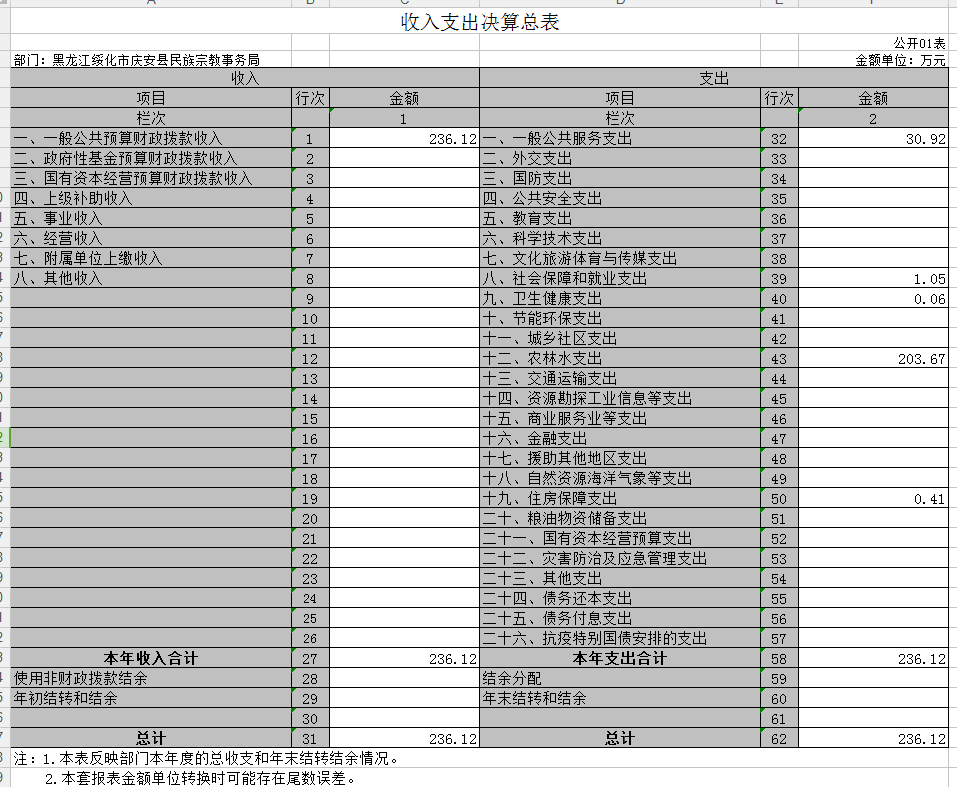 收入支出决算总表
公开01表
部门：黑龙江绥化市庆安县民族宗教事务局 金额单位：万元
收入 支出
项目 行次 金额 项目 行次 金额
栏次 1 栏次 2
一、一般公共预算财政拨款收入 1 236.12 一、一般公共服务支出 32 30.92
二、政府性基金预算财政拨款收入 2 二、外交支出 33
三、国有资本经营预算财政拨款收入 3 三、国防支出 34
四、上级补助收入 4 四、公共安全支出 35
五、事业收入 5 五、教育支出 36
六、经营收入 6 六、科学技术支出 37
七、附属单位上缴收入 7 七、文化旅游体育与传媒支出 38
八、其他收入 8 八、社会保障和就业支出 39 1.05
9 九、卫生健康支出 40 0.06
10 十、节能环保支出 41
11 十一、城乡社区支出 42
12 十二、农林水支出 43 203.67
13 十三、交通运输支出 44
14 十四、资源勘探工业信息等支出 45
15 十五、商业服务业等支出 46
16 十六、金融支出 47
17 十七、援助其他地区支出 48
18 十八、自然资源海洋气象等支出 49
19 十九、住房保障支出 50 0.41
20 二十、粮油物资储备支出 51
21 二十一、国有资本经营预算支出 52
22 二十二、灾害防治及应急管理支出 53
23 二十三、其他支出 54
24 二十四、债务还本支出 55
25 二十五、债务付息支出 56
26 二十六、抗疫特别国债安排的支出 57
本年收入合计 27 236.12 本年支出合计 58 236.12
使用非财政拨款结余 28 结余分配 59
年初结转和结余 29 年末结转和结余 60
30 61
总计 31 236.12 总计 62 236.12
注：1.本表反映部门本年度的总收支和年末结转结余情况。
2.本套报表金额单位转换时可能存在尾数误差。